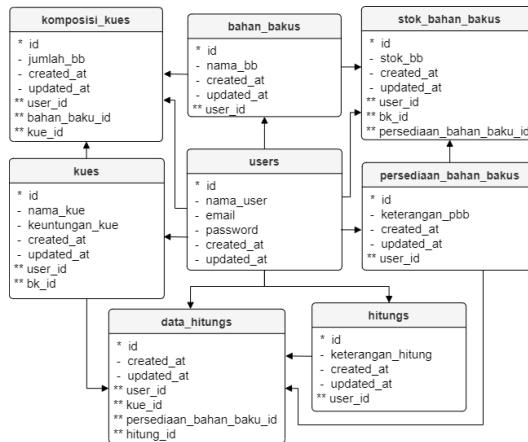 komposisi_kues
* id
- jumlah_bb
- created_at
- updated_at
** user_id
** bahan_baku_id
** kue_id
bahan_bakus
* id
- nama_bb
- created_at
- updated_at
** user_id
stok_bahan_bakus
* id
- stok_bb
- created_at
- updated_at
** user_id
** bk_id
** persediaan_bahan_baku_id
kues
* id
- nama_kue
- keuntungan_kue
- created_at
- updated_at
** user_id
** bk_id
users
* id
- nama_user
- email
- password
- created_at
- updated_at
persediaan_bahan_bakus
* id
- keterangan_pbb
- created_at
- updated_at
** user_id
data_hitungs
* id
- created_at
- updated_at
** user_id
** kue_id
** persediaan_bahan_baku_id
** hitung_id
hitungs
* id
- keterangan_hitung
- created_at
- updated_at
** user_id